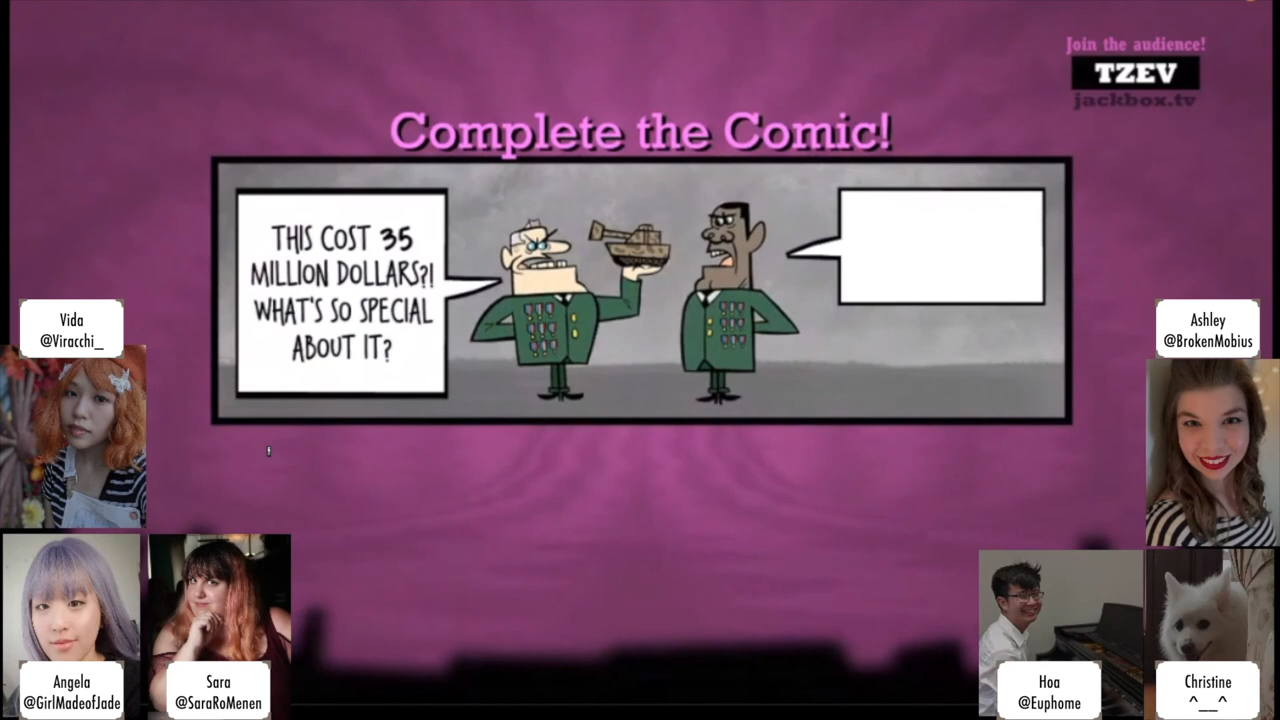 Join the audience!
TZEV
jackbox.tv
Complete the Comic!
THIS COST 35
MILLION DOLLARS?!
WHAT'S SO SPECIAL
ABOUT IT?
Vida
@Viracchi_
Ashley
@BrokenMobius
Angela
@GirlMadeofJade
Sara
@SaraRoMenen
Hoa
@Euphome
Christine
^__^